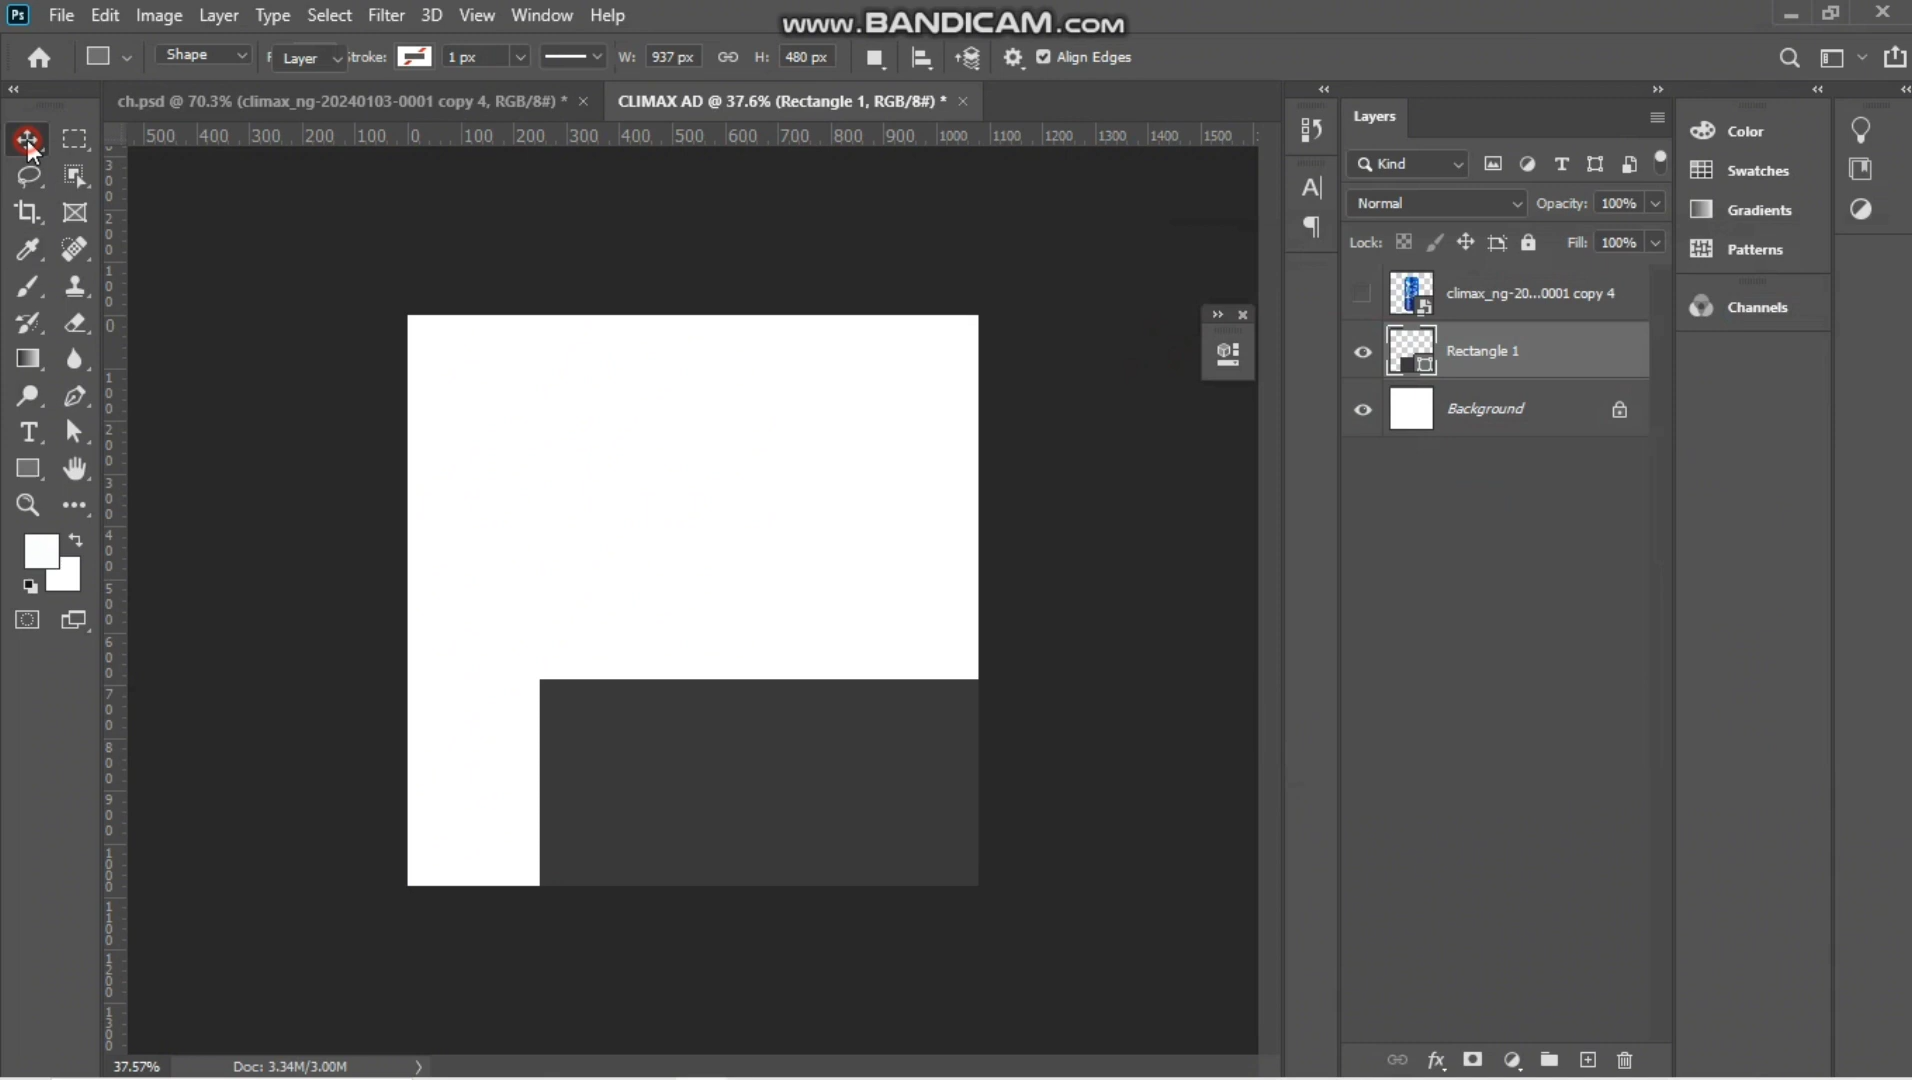 Ps File Edit Image Layer Type Select Filter 3D View Window Help
www.BANDICAM.com
Shape Layer Stroke: 1 px W: 937 px H: 480 px Align Edges
ch.psd @ 70.3% (climax_ng-20240103-0001 copy 4, RGB/8#) * × CLIMAX AD @ 37.6% (Rectangle 1, RGB/8#) * ×
500 400 300 200 100 0 100 200 300 400 500 600 700 800 900 1000 1100 1200 1300 1400 1500
Layers
Color
Kind
Swatches
Normal Opacity: 100%
Gradients
Lock: Fill: 100%
Patterns
climax_ng-20...0001 copy 4
Channels
Rectangle 1
Background
37.57% Doc: 3.34M/3.00M